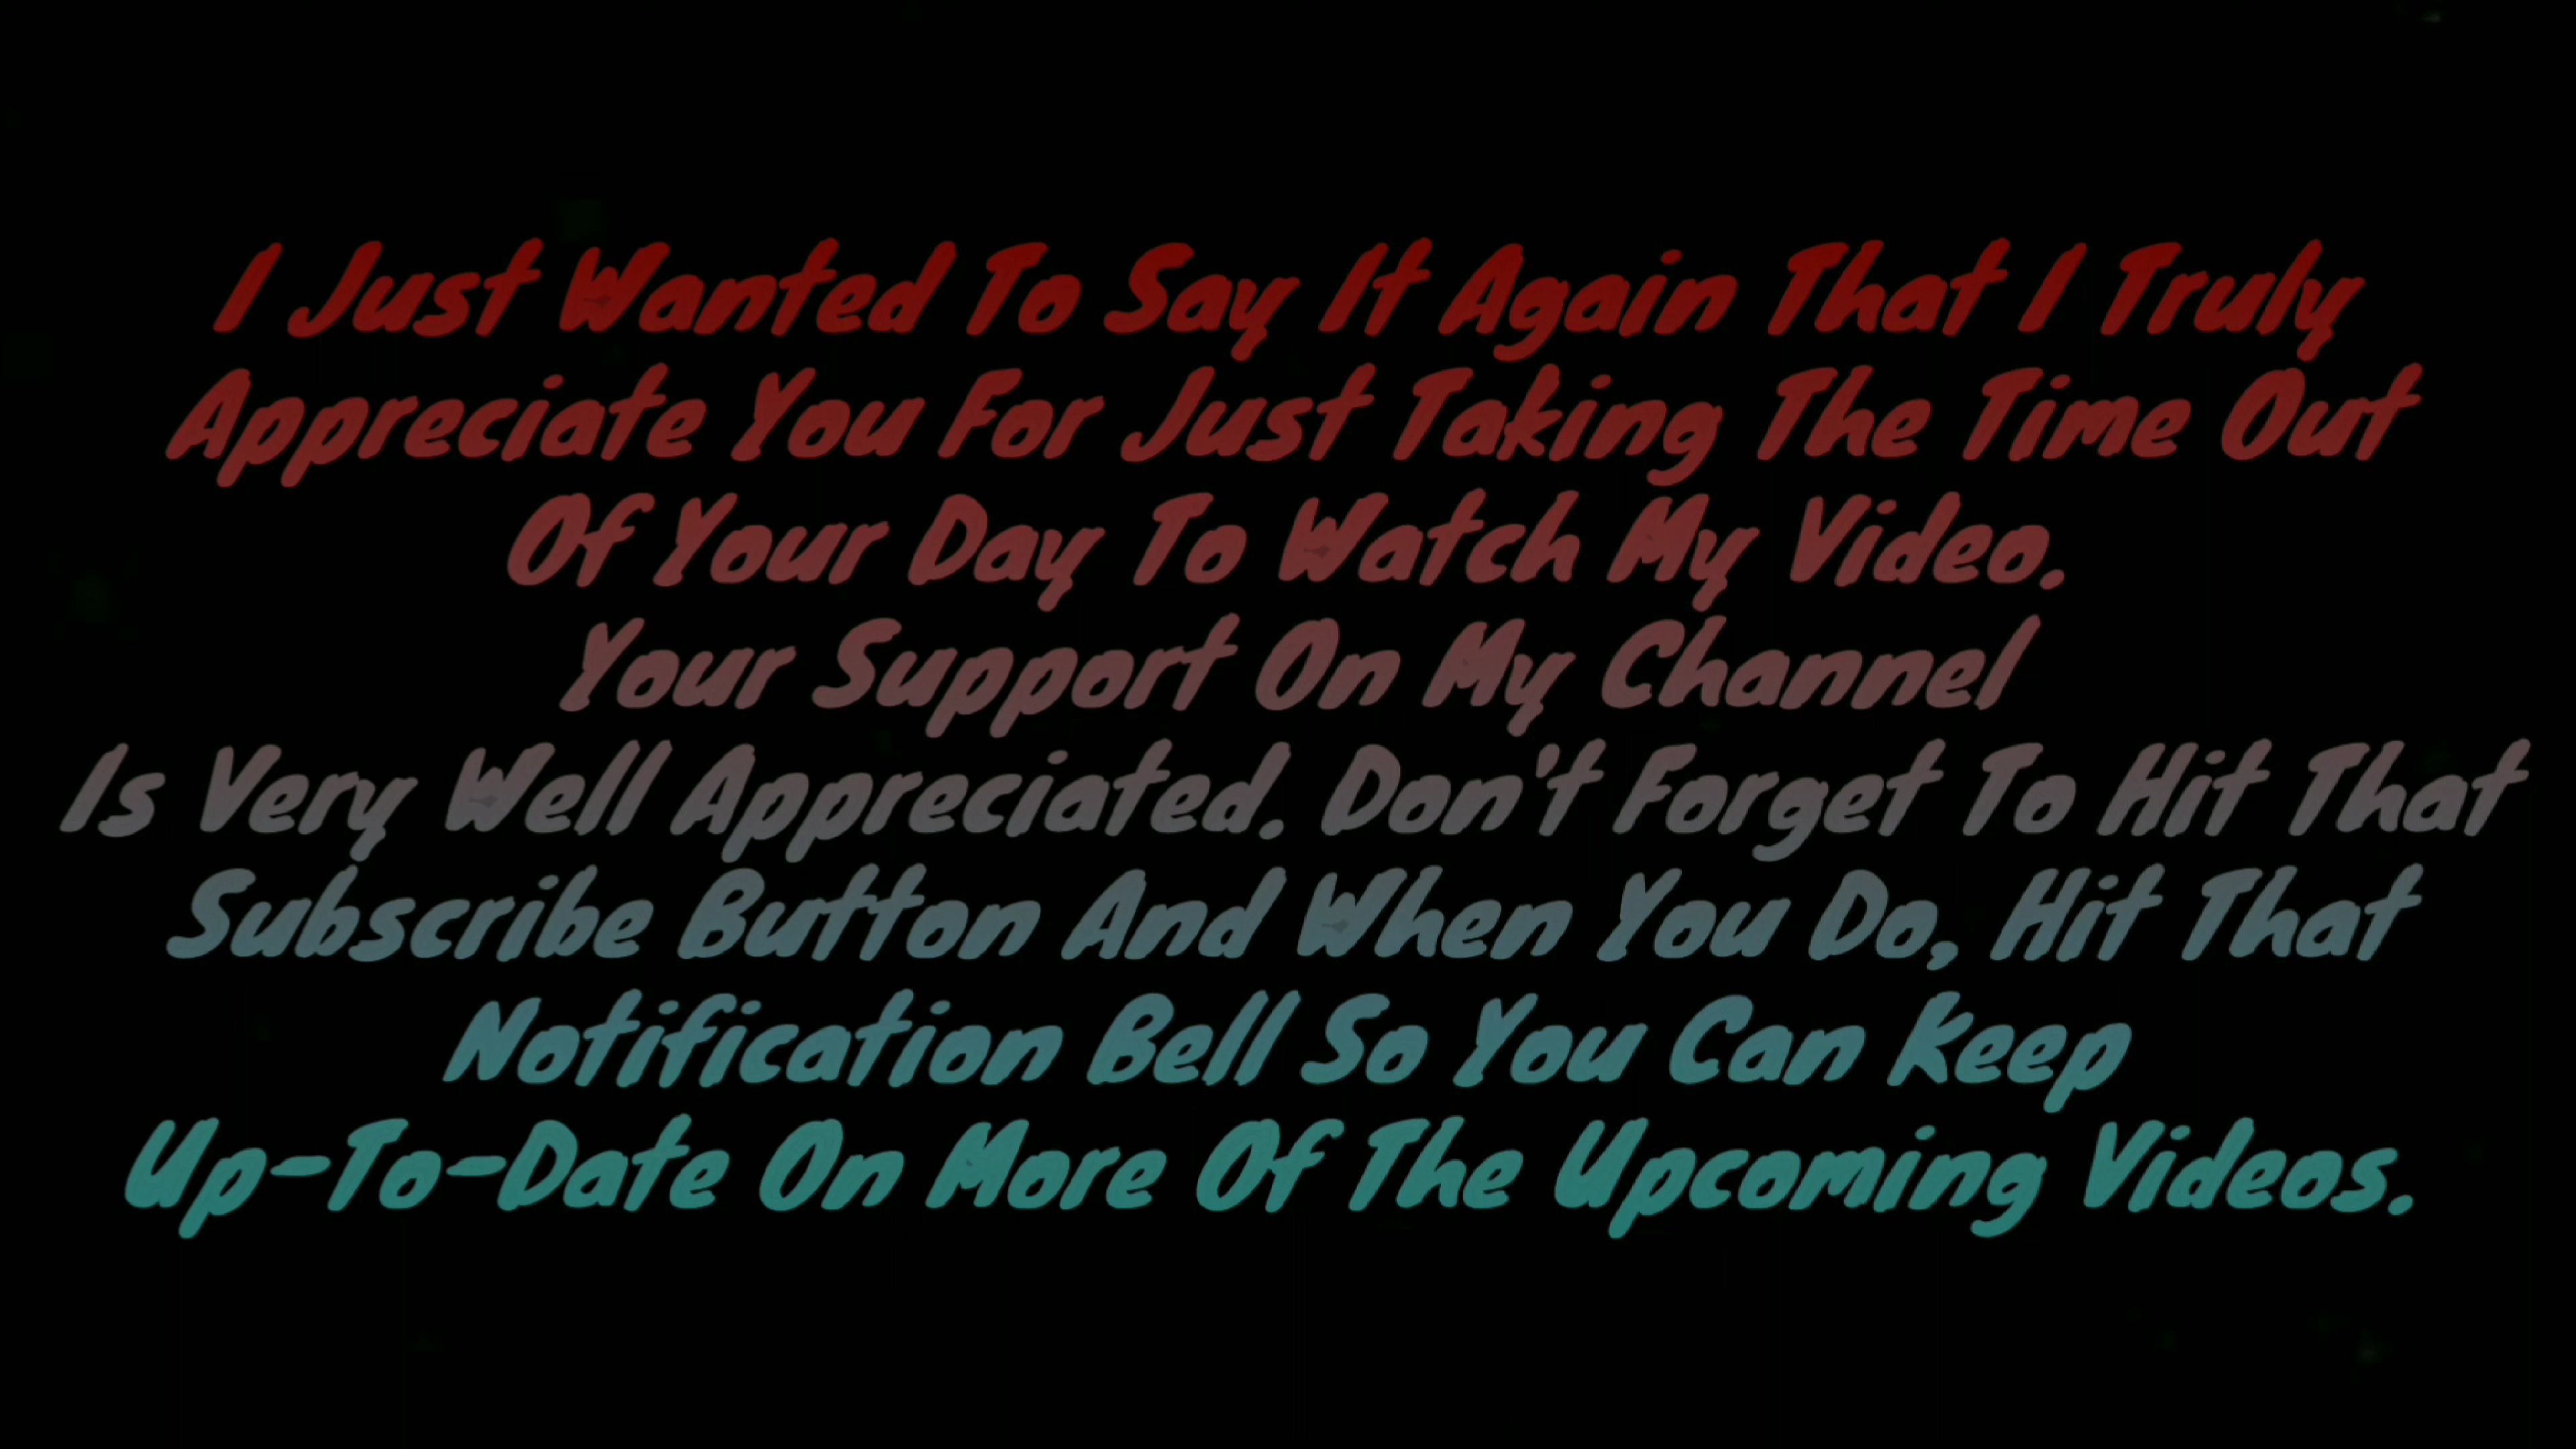 I Just Wanted To Say It Again That I Truly
Appreciate You For Just Taking The Time Out
Of Your Day To Watch My Video.
Your Support On My Channel
Is Very Well Appreciated. Don't Forget To Hit That
Subscribe Button And When You Do, Hit That
Notification Bell So You Can Keep
Up-To-Date On More Of The Upcoming Videos.